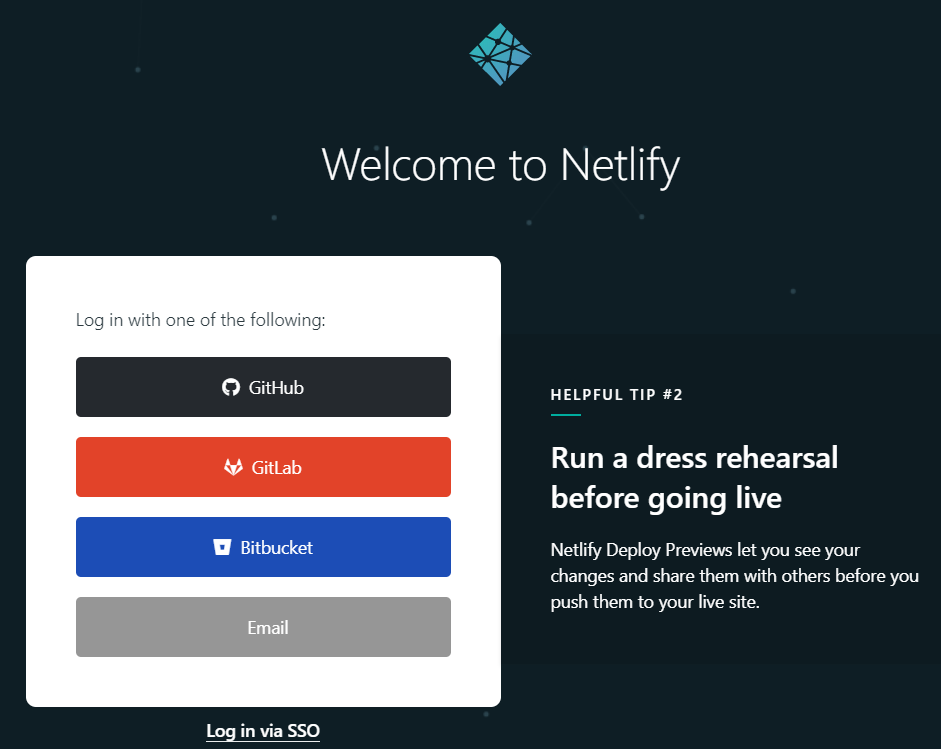 Welcome to Netlify
Log in with one of the following:
GitHub
GitLab
Bitbucket
Email
Log in via SSO
HELPFUL TIP #2
Run a dress rehearsal
before going live
Netlify Deploy Previews let you see your
changes and share them with others before you
push them to your live site.